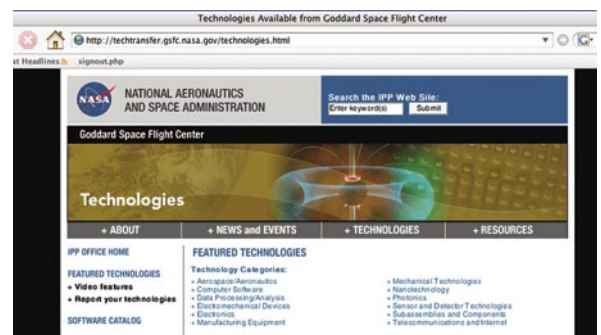 Technologies Available from Goddard Space Flight Center
http://techtransfer.gsfc.nasa.gov/technologies.html
st Headlines signout.php
NASA
NATIONAL AERONAUTICS
AND SPACE ADMINISTRATION
Search the IPP Web Site:
Enter keyword(s) Submit
Goddard Space Flight Center
Technologies
+ ABOUT + NEWS and EVENTS + TECHNOLOGIES + RESOURCES
IPP OFFICE HOME
FEATURED TECHNOLOGIES
+ Video features
+ Report your technologies
SOFTWARE CATALOG
FEATURED TECHNOLOGIES
Technology Categories:
+ Aerospace/Aeronautics
+ Computer Software
+ Data Processing/Analysis
+ Electromechanical Devices
+ Electronics
+ Manufacturing Equipment
+ Mechanical Technologies
+ Nanotechnology
+ Photonics
+ Sensor and Detector Technologies
+ Subassemblies and Components
+ Telecommunications and Internet